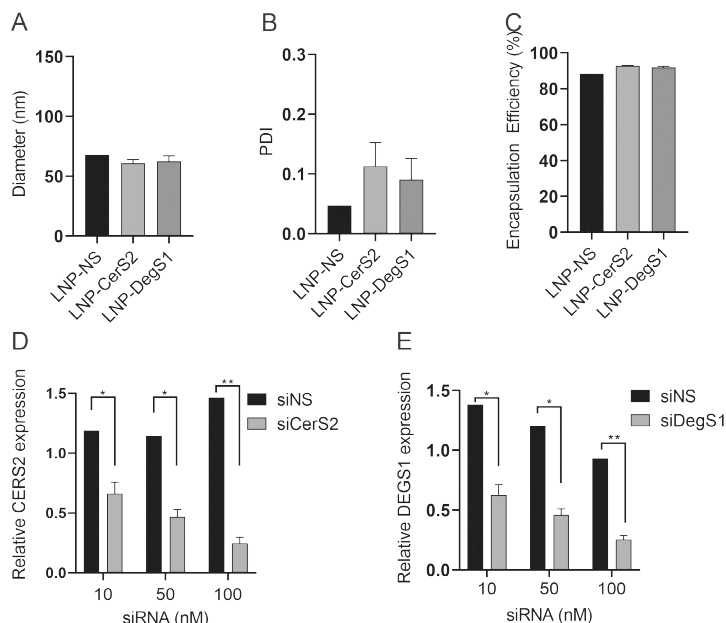 A
Diameter (nm)
150
100
50
0
LNP-NS
LNP-CerS2
LNP-DegS1
B
PDI
0.3
0.2
0.1
0.0
LNP-NS
LNP-CerS2
LNP-DegS1
C
Encapsulation Efficiency (%)
100
80
60
40
20
0
LNP-NS
LNP-CerS2
LNP-DegS1
D
Relative CERS2 expression
1.5
1.0
0.5
0.0
*
*
**
siNS
siCerS2
10 50 100
siRNA (nM)
E
Relative DEGS1 expression
1.5
1.0
0.5
0.0
*
*
**
siNS
siDegS1
10 50 100
siRNA (nM)